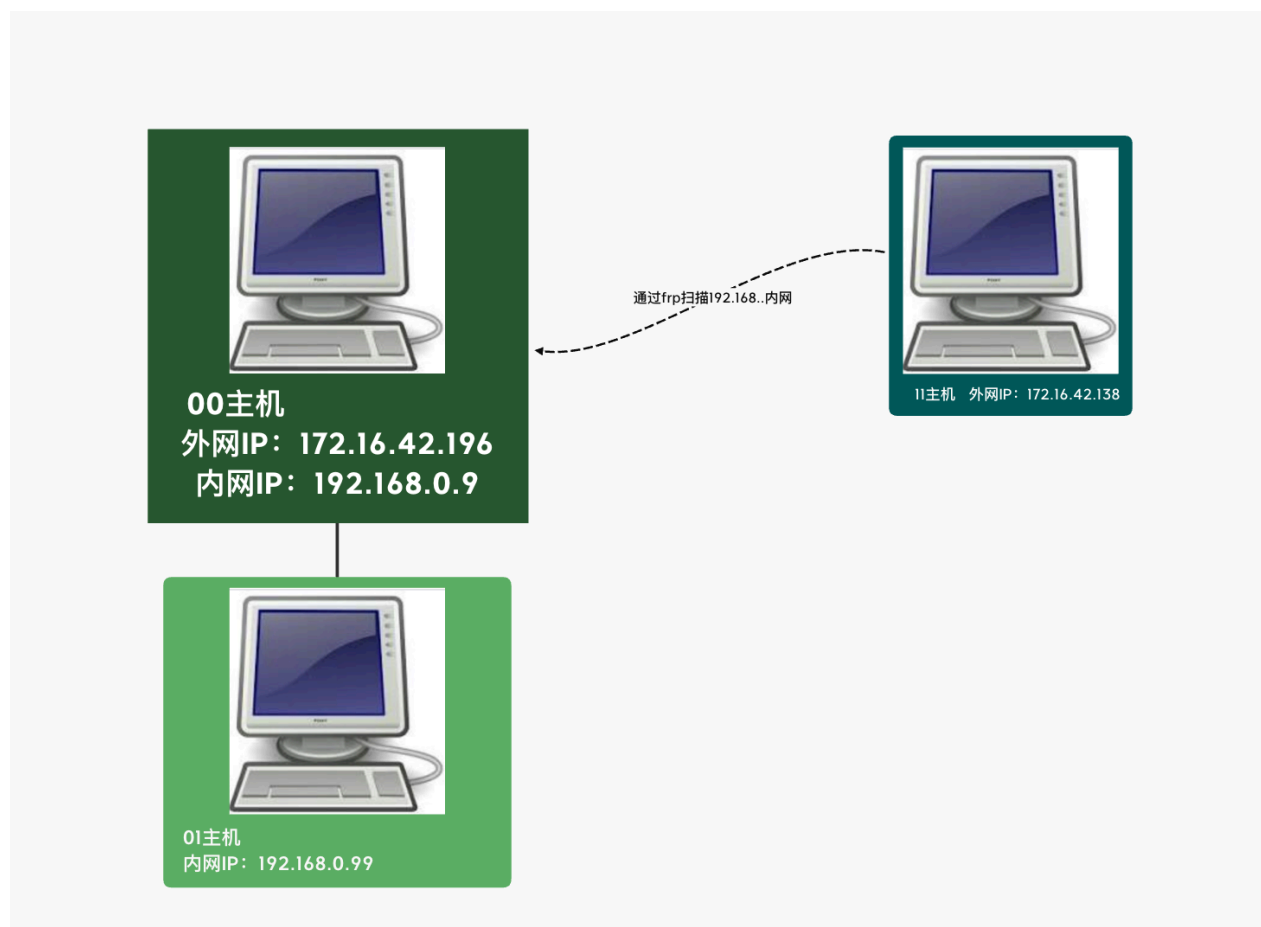 通过frp扫描192.168..内网
00主机
外网IP：172.16.42.196
内网IP：192.168.0.9
11主机 外网IP：172.16.42.138
01主机
内网IP：192.168.0.99